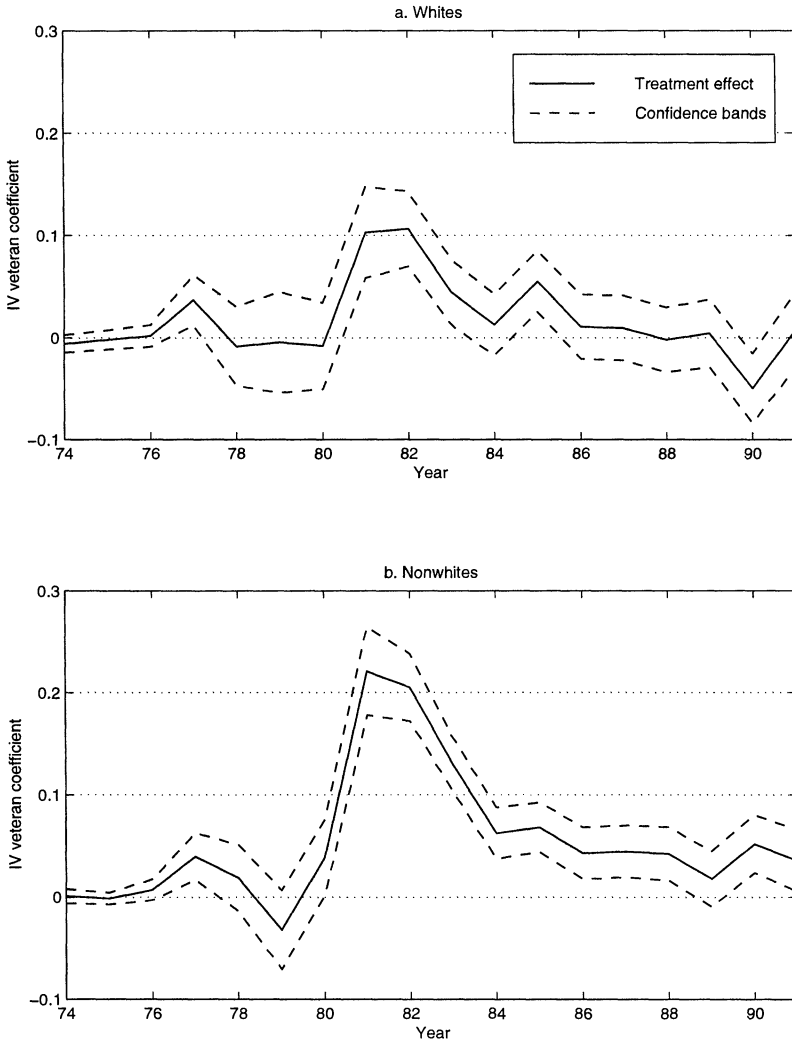 a. Whites
0.3
0.2
0.1
0
−0.1
IV veteran coefficient
Treatment effect
Confidence bands
74 76 78 80 82 84 86 88 90
Year
b. Nonwhites
0.3
0.2
0.1
0
−0.1
IV veteran coefficient
74 76 78 80 82 84 86 88 90
Year